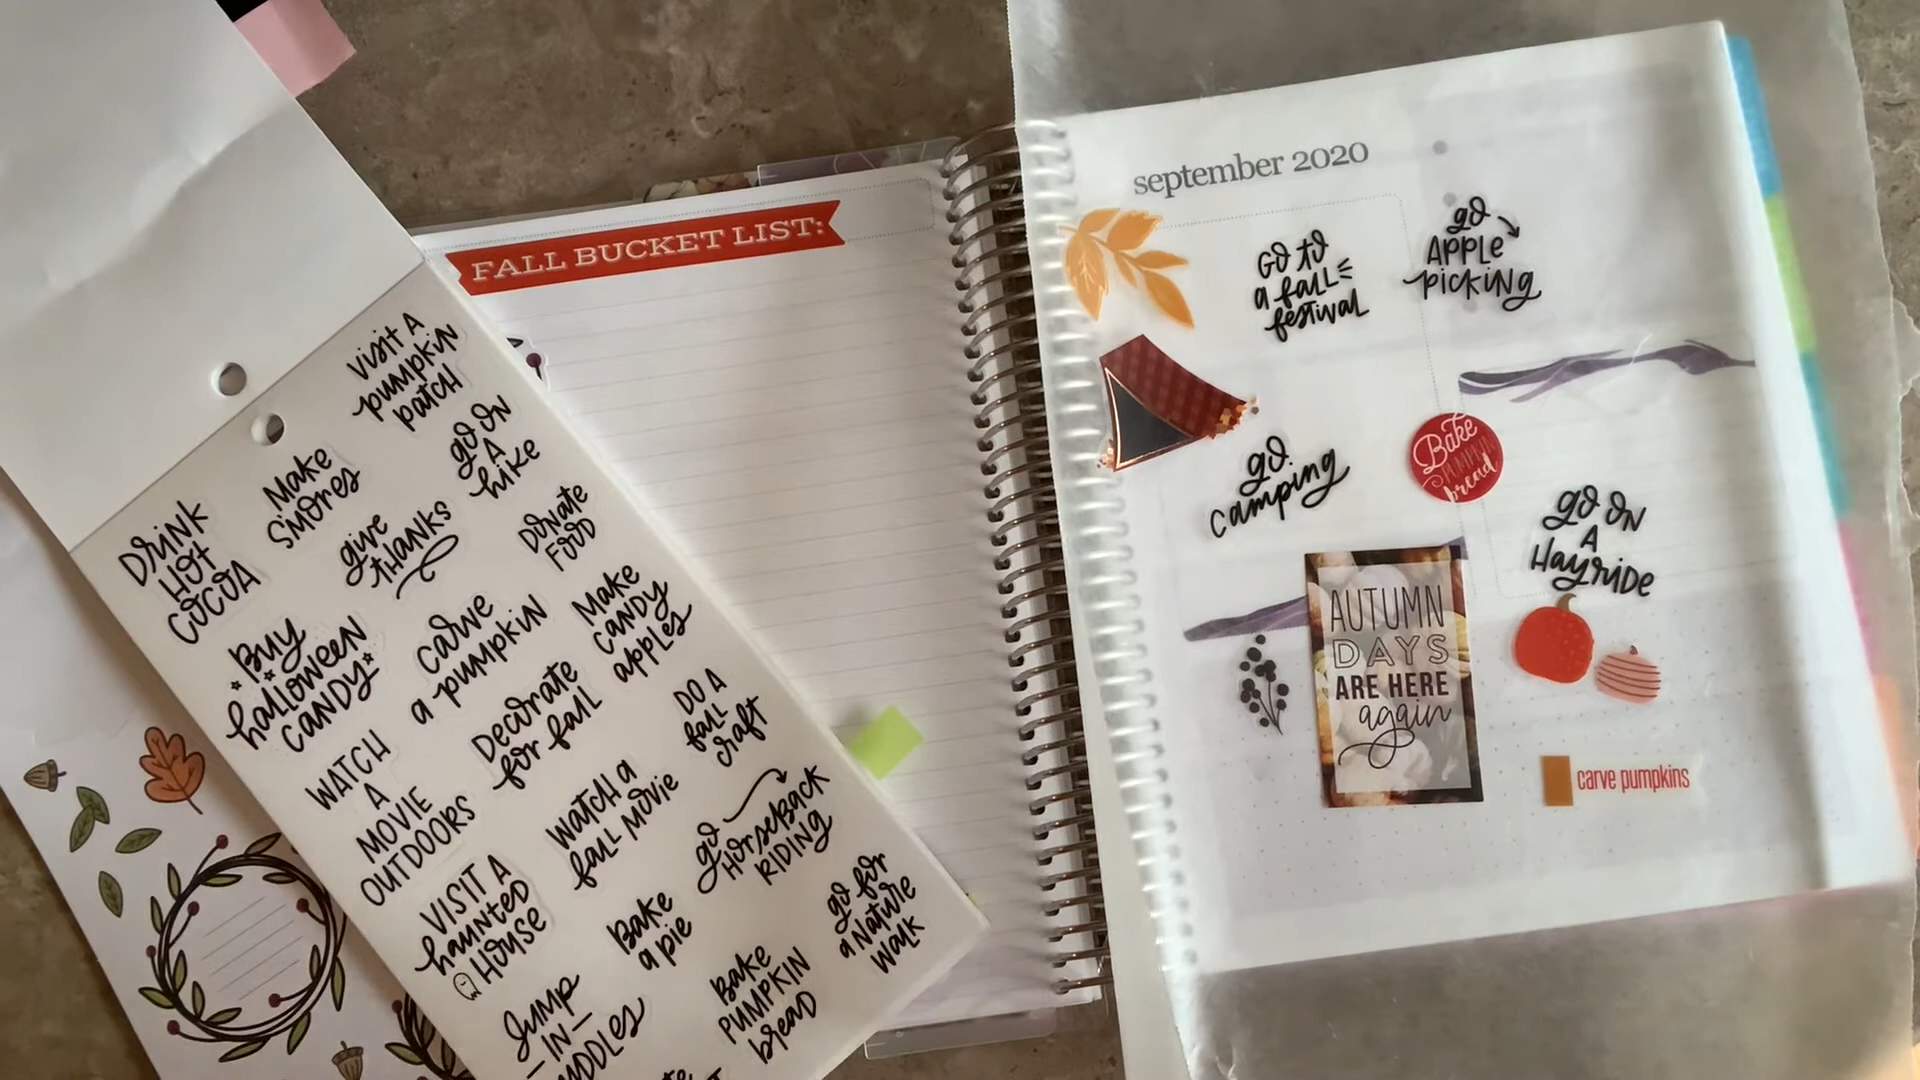 FALL BUCKET LIST:
visit A
pumpkin
patch
go on
A
hike
Make
S'mores
Drink
Hot
Cocoa
give
THANKS
Donate
Food
Buy
halloween
CANDY
carve
a pumpkin
Make
CANDY
apples
Decorate
for fall
DO A
fall
craft
WATCH
A
MOVIE
OUTDOORS
WATCH a
fall Movie
go
HorseBACK
RIDING
VISIT A
haunted
House
Bake
a pie
go for
a Nature
WALK
Bake
PUMPKIN
bread
Jump
-IN-
september 2020
Go to
a fall
festival
go
APPLE
picking
go
camping
Bake
PUMPKIN
bread
go on
A
Hayride
AUTUMN
DAYS
ARE HERE
again
carve pumpkins